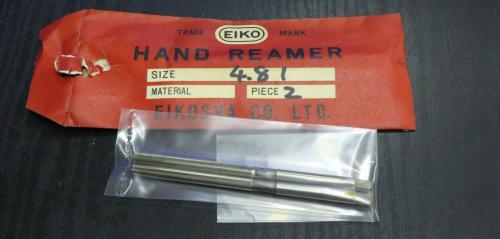 TRADE EIKO MARK
HAND REAMER
SIZE 4.81
MATERIAL PIECE 2
EIKOSHA CO. LTD.